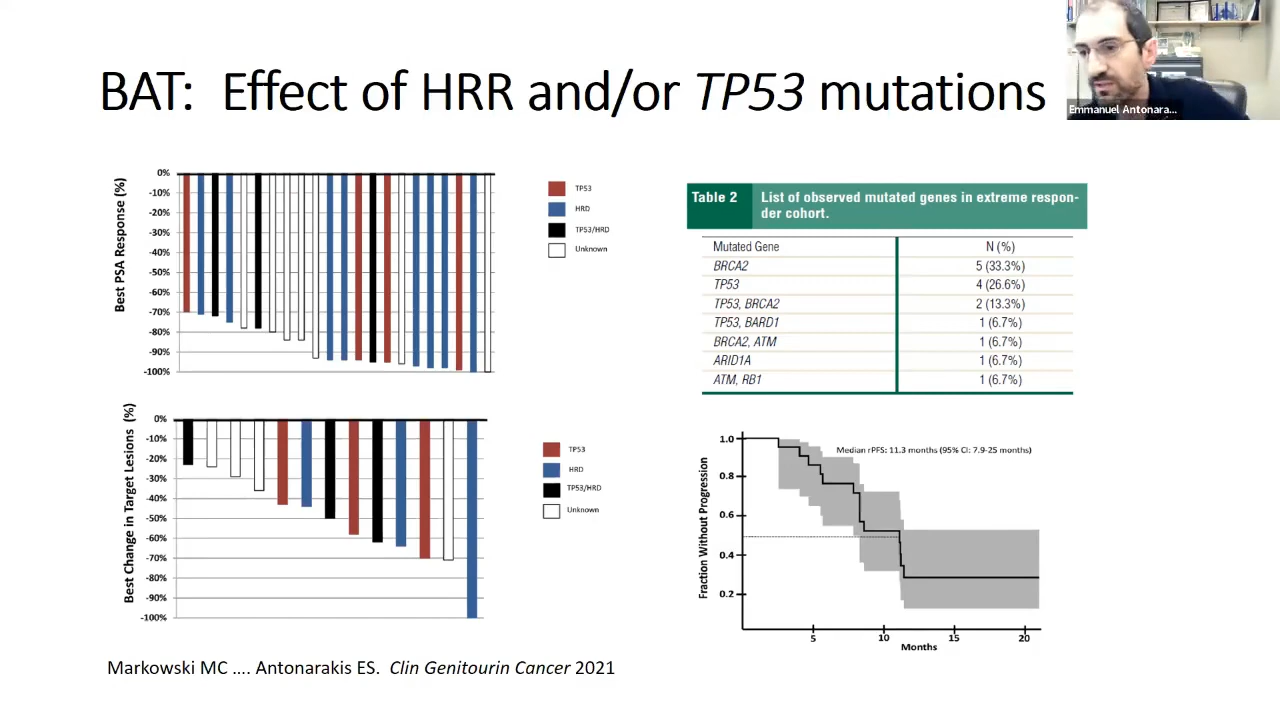 BAT: Effect of HRR and/or TP53 mutations
Emmanuel Antonara...
Best PSA Response (%)
0%
-10%
-20%
-30%
-40%
-50%
-60%
-70%
-80%
-90%
-100%
TP53
HRD
TP53/HRD
Unknown
Best Change in Target Lesions (%)
0%
-10%
-20%
-30%
-40%
-50%
-60%
-70%
-80%
-90%
-100%
TP53
HRD
TP53/HRD
Unknown
Table 2 List of observed mutated genes in extreme respon-
der cohort.
Mutated Gene N (%)
BRCA2 5 (33.3%)
TP53 4 (26.6%)
TP53, BRCA2 2 (13.3%)
TP53, BARD1 1 (6.7%)
BRCA2, ATM 1 (6.7%)
ARID1A 1 (6.7%)
ATM, RB1 1 (6.7%)
Median rPFS: 11.3 months (95% CI: 7.9-25 months)
Fraction Without Progression
1.0
0.8
0.6
0.4
0.2
5 10 15 20
Months
Markowski MC .... Antonarakis ES. Clin Genitourin Cancer 2021